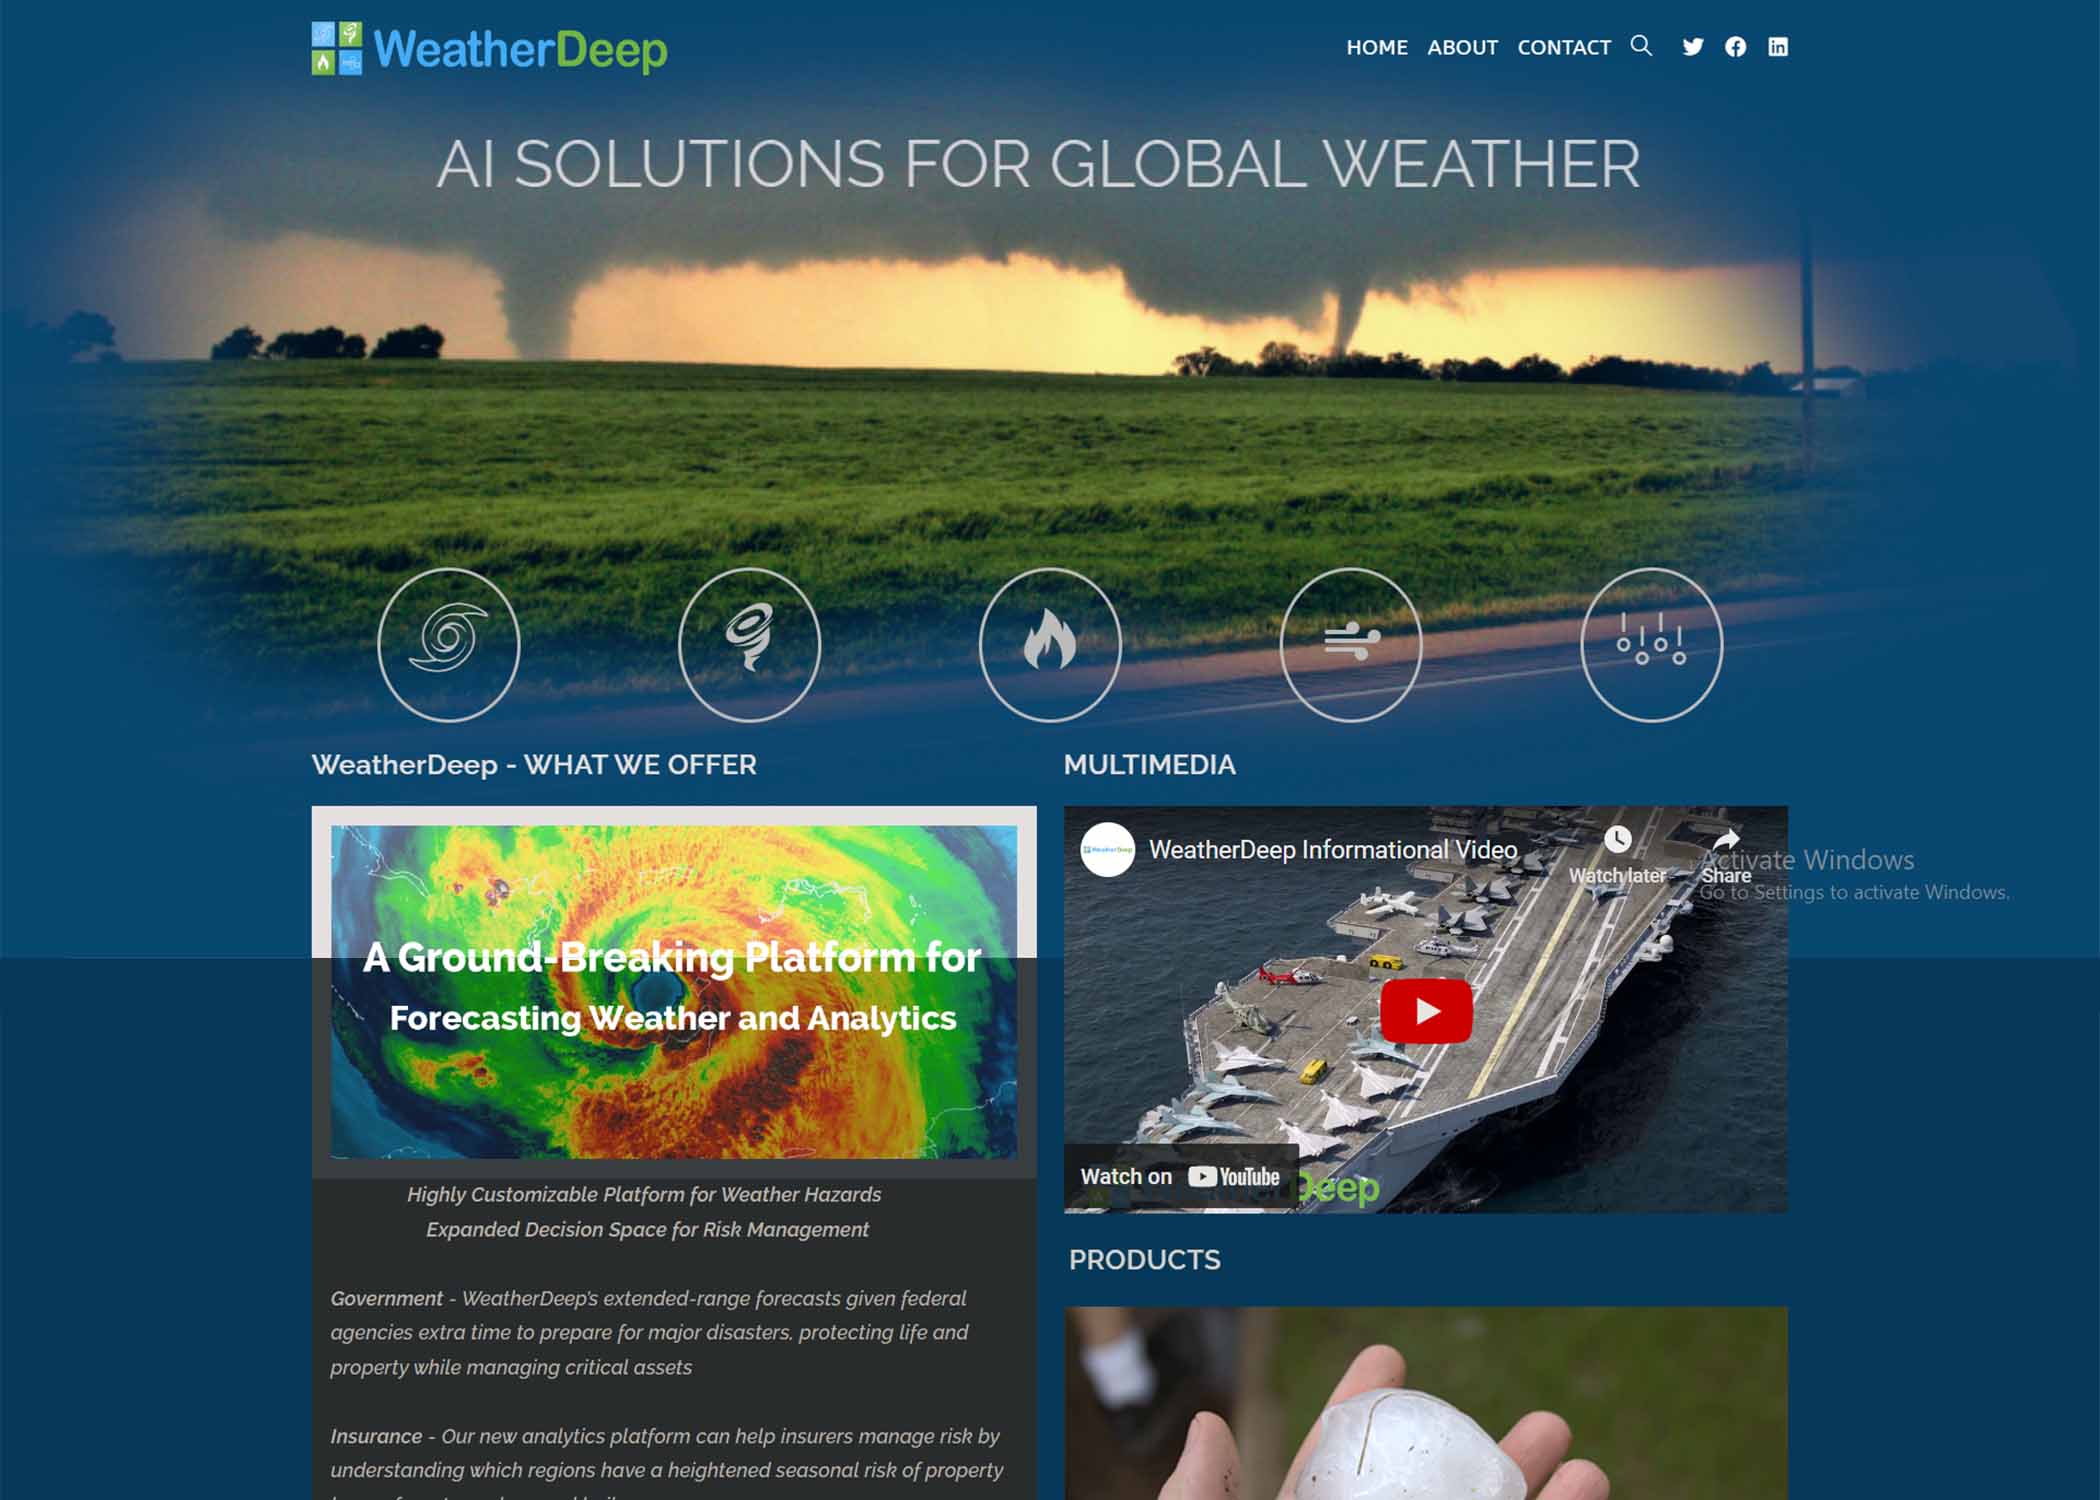 WeatherDeep
HOME ABOUT CONTACT
AI SOLUTIONS FOR GLOBAL WEATHER
WeatherDeep - WHAT WE OFFER
A Ground-Breaking Platform for
Forecasting Weather and Analytics
Highly Customizable Platform for Weather Hazards
Expanded Decision Space for Risk Management
Government - WeatherDeep's extended-range forecasts given federal
agencies extra time to prepare for major disasters, protecting life and
property while managing critical assets
Insurance - Our new analytics platform can help insurers manage risk by
understanding which regions have a heightened seasonal risk of property
MULTIMEDIA
WeatherDeep
WeatherDeep Informational Video
Watch later
Share
Activate Windows
Go to Settings to activate Windows.
Watch on YouTube
Deep
PRODUCTS